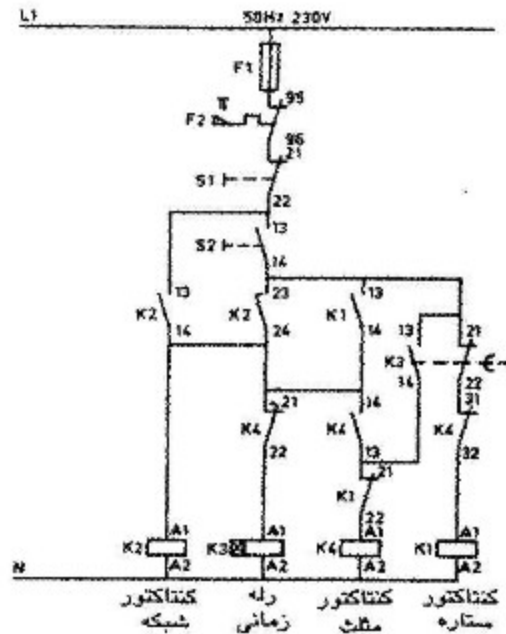 L1 50Hz 230V
F1
95
F2
96
21
S1
22
13
S2
14
13 23 13
K2 K2 K1 13 21
14 24 14 K3
14 22
21 14 31
K4 K4 K4
22 13 32
21
K1
22
A1 A1 A1 A1
K2 K3 K4 K1
A2 A2 A2 A2
N
کنتاکتور رله کنتاکتور کنتاکتور
شبکه زمانی مثلث ستاره